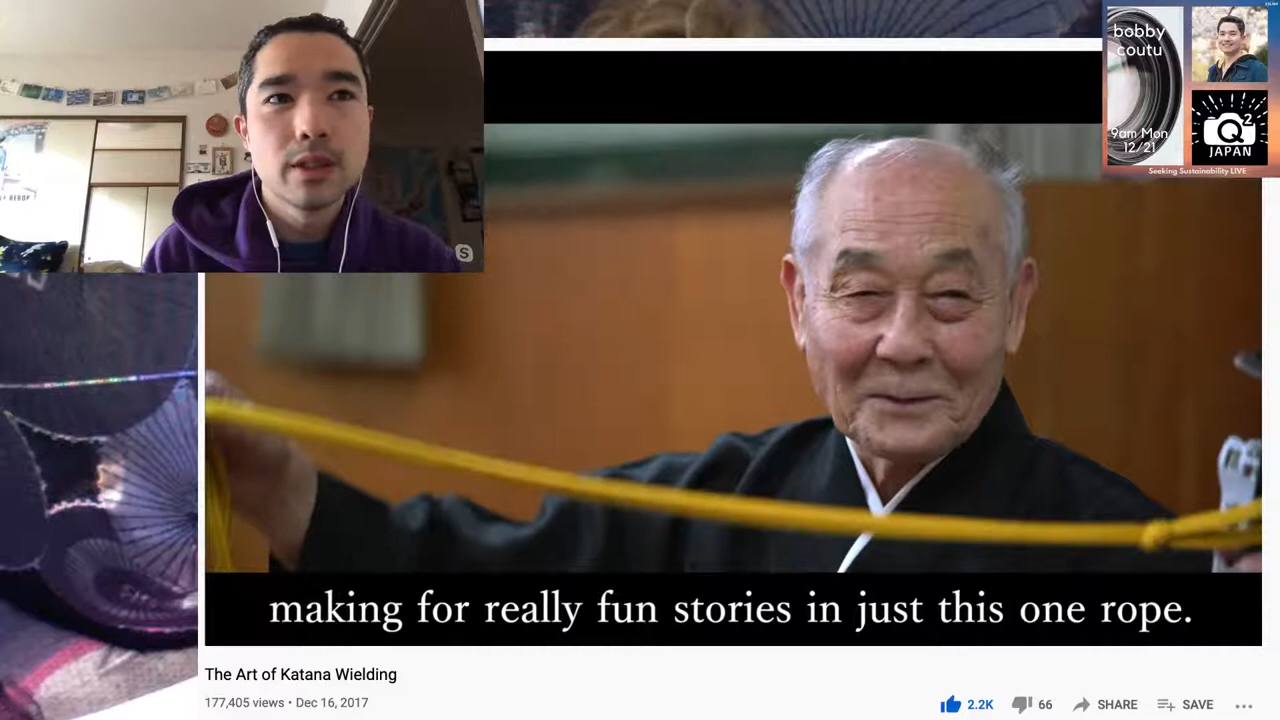 bobby
coutu
9am Mon
12/21
Q2
JAPAN
Seeking Sustainability LIVE
making for really fun stories in just this one rope.
The Art of Katana Wielding
177,405 views • Dec 16, 2017
2.2K
66
SHARE
SAVE